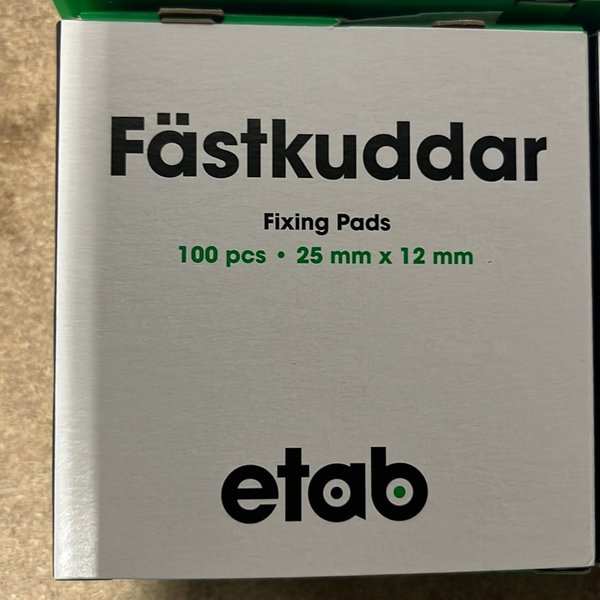 Fästkuddar
Fixing Pads
100 pcs • 25 mm x 12 mm
etab